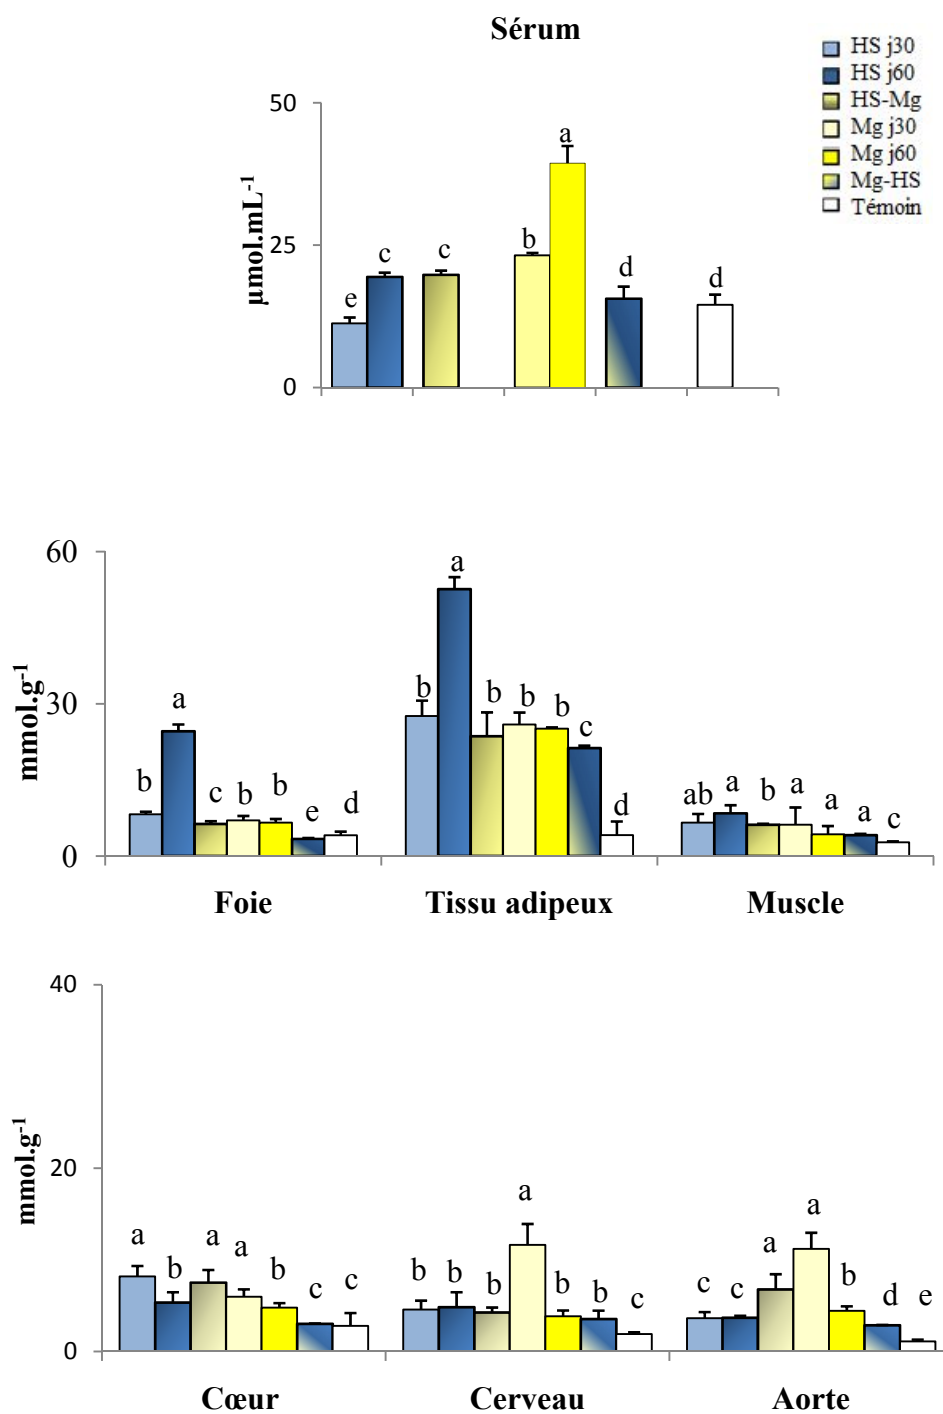 Sérum
HS j30
HS j60
HS-Mg
Mg j30
Mg j60
Mg-HS
Témoin
µmol.mL-1
50
25
0
e c c b a d d
mmol.g-1
60
30
0
b a c b b e d b a b b b c d ab a b a a a c
Foie Tissu adipeux Muscle
mmol.g-1
40
20
0
a b a a b c c b b b a b b c c c a a b d e
Cœur Cerveau Aorte